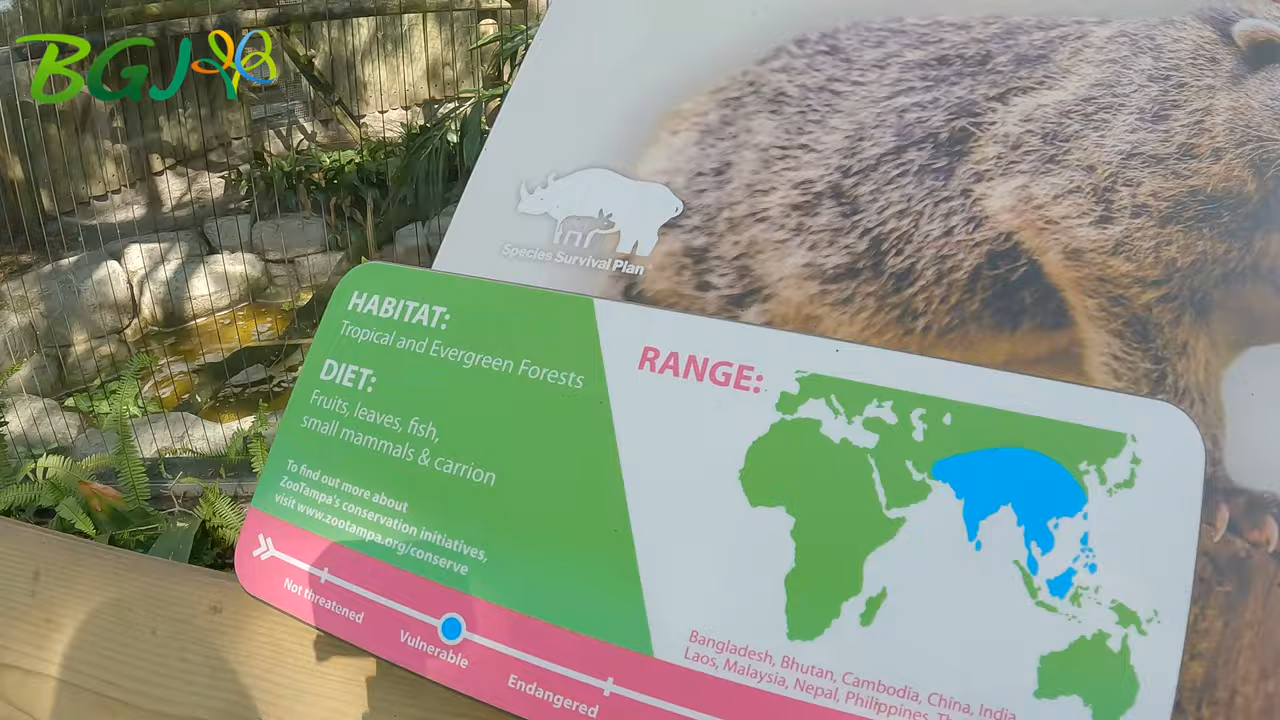 BGJ
Species Survival Plan
HABITAT:
Tropical and Evergreen Forests
DIET:
Fruits, leaves, fish,
small mammals & carrion
To find out more about
ZooTampa's conservation initiatives,
visit www.zootampa.org/conserve
Not threatened
Vulnerable
Endangered
RANGE:
Bangladesh, Bhutan, Cambodia, China, India
Laos, Malaysia, Nepal, Philippines,